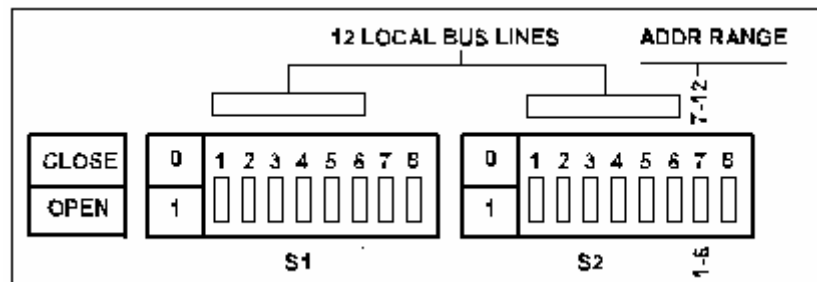 12 LOCAL BUS LINES ADDR RANGE
7-12
CLOSE 0 1 2 3 4 5 6 7 8 0 1 2 3 4 5 6 7 8
OPEN 1 1
S1 S2 1-6